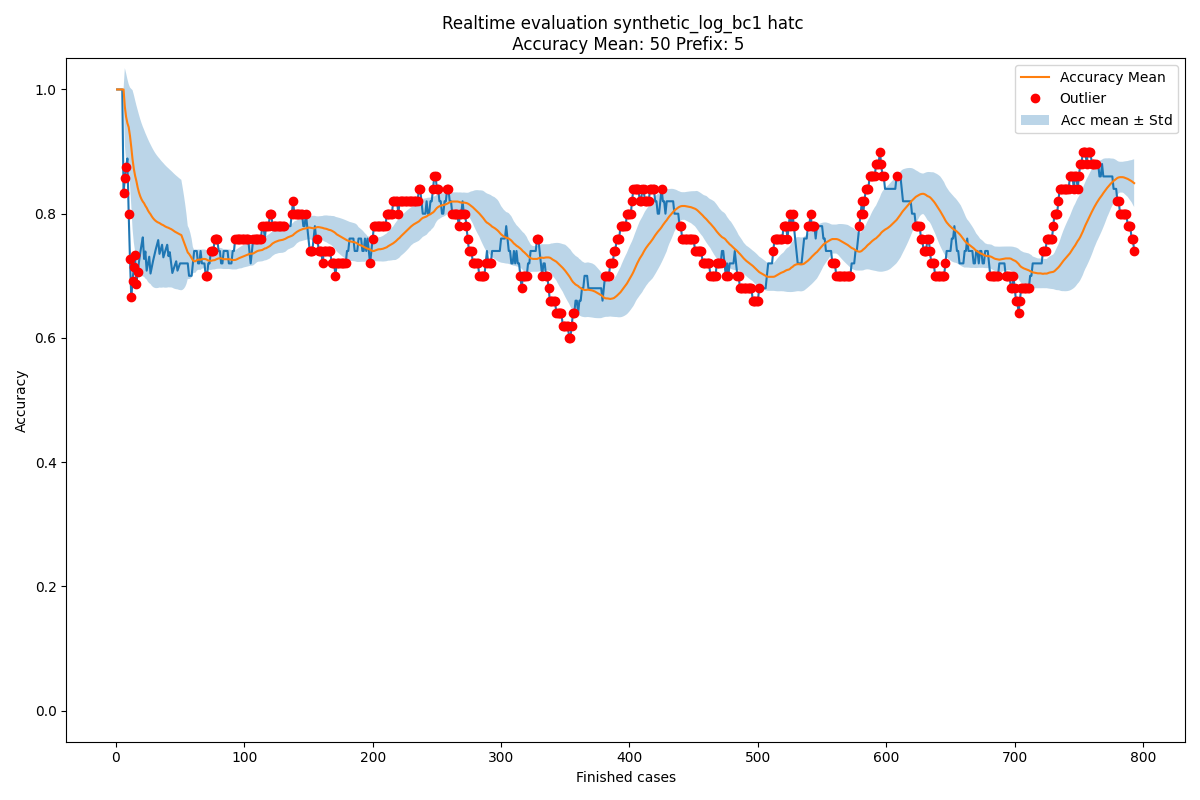 Realtime evaluation synthetic_log_bc1 hatc
Accuracy Mean: 50 Prefix: 5
Accuracy Mean
Outlier
Acc mean ± Std
1.0
0.8
0.6
0.4
0.2
0.0
Accuracy
0 100 200 300 400 500 600 700 800
Finished cases